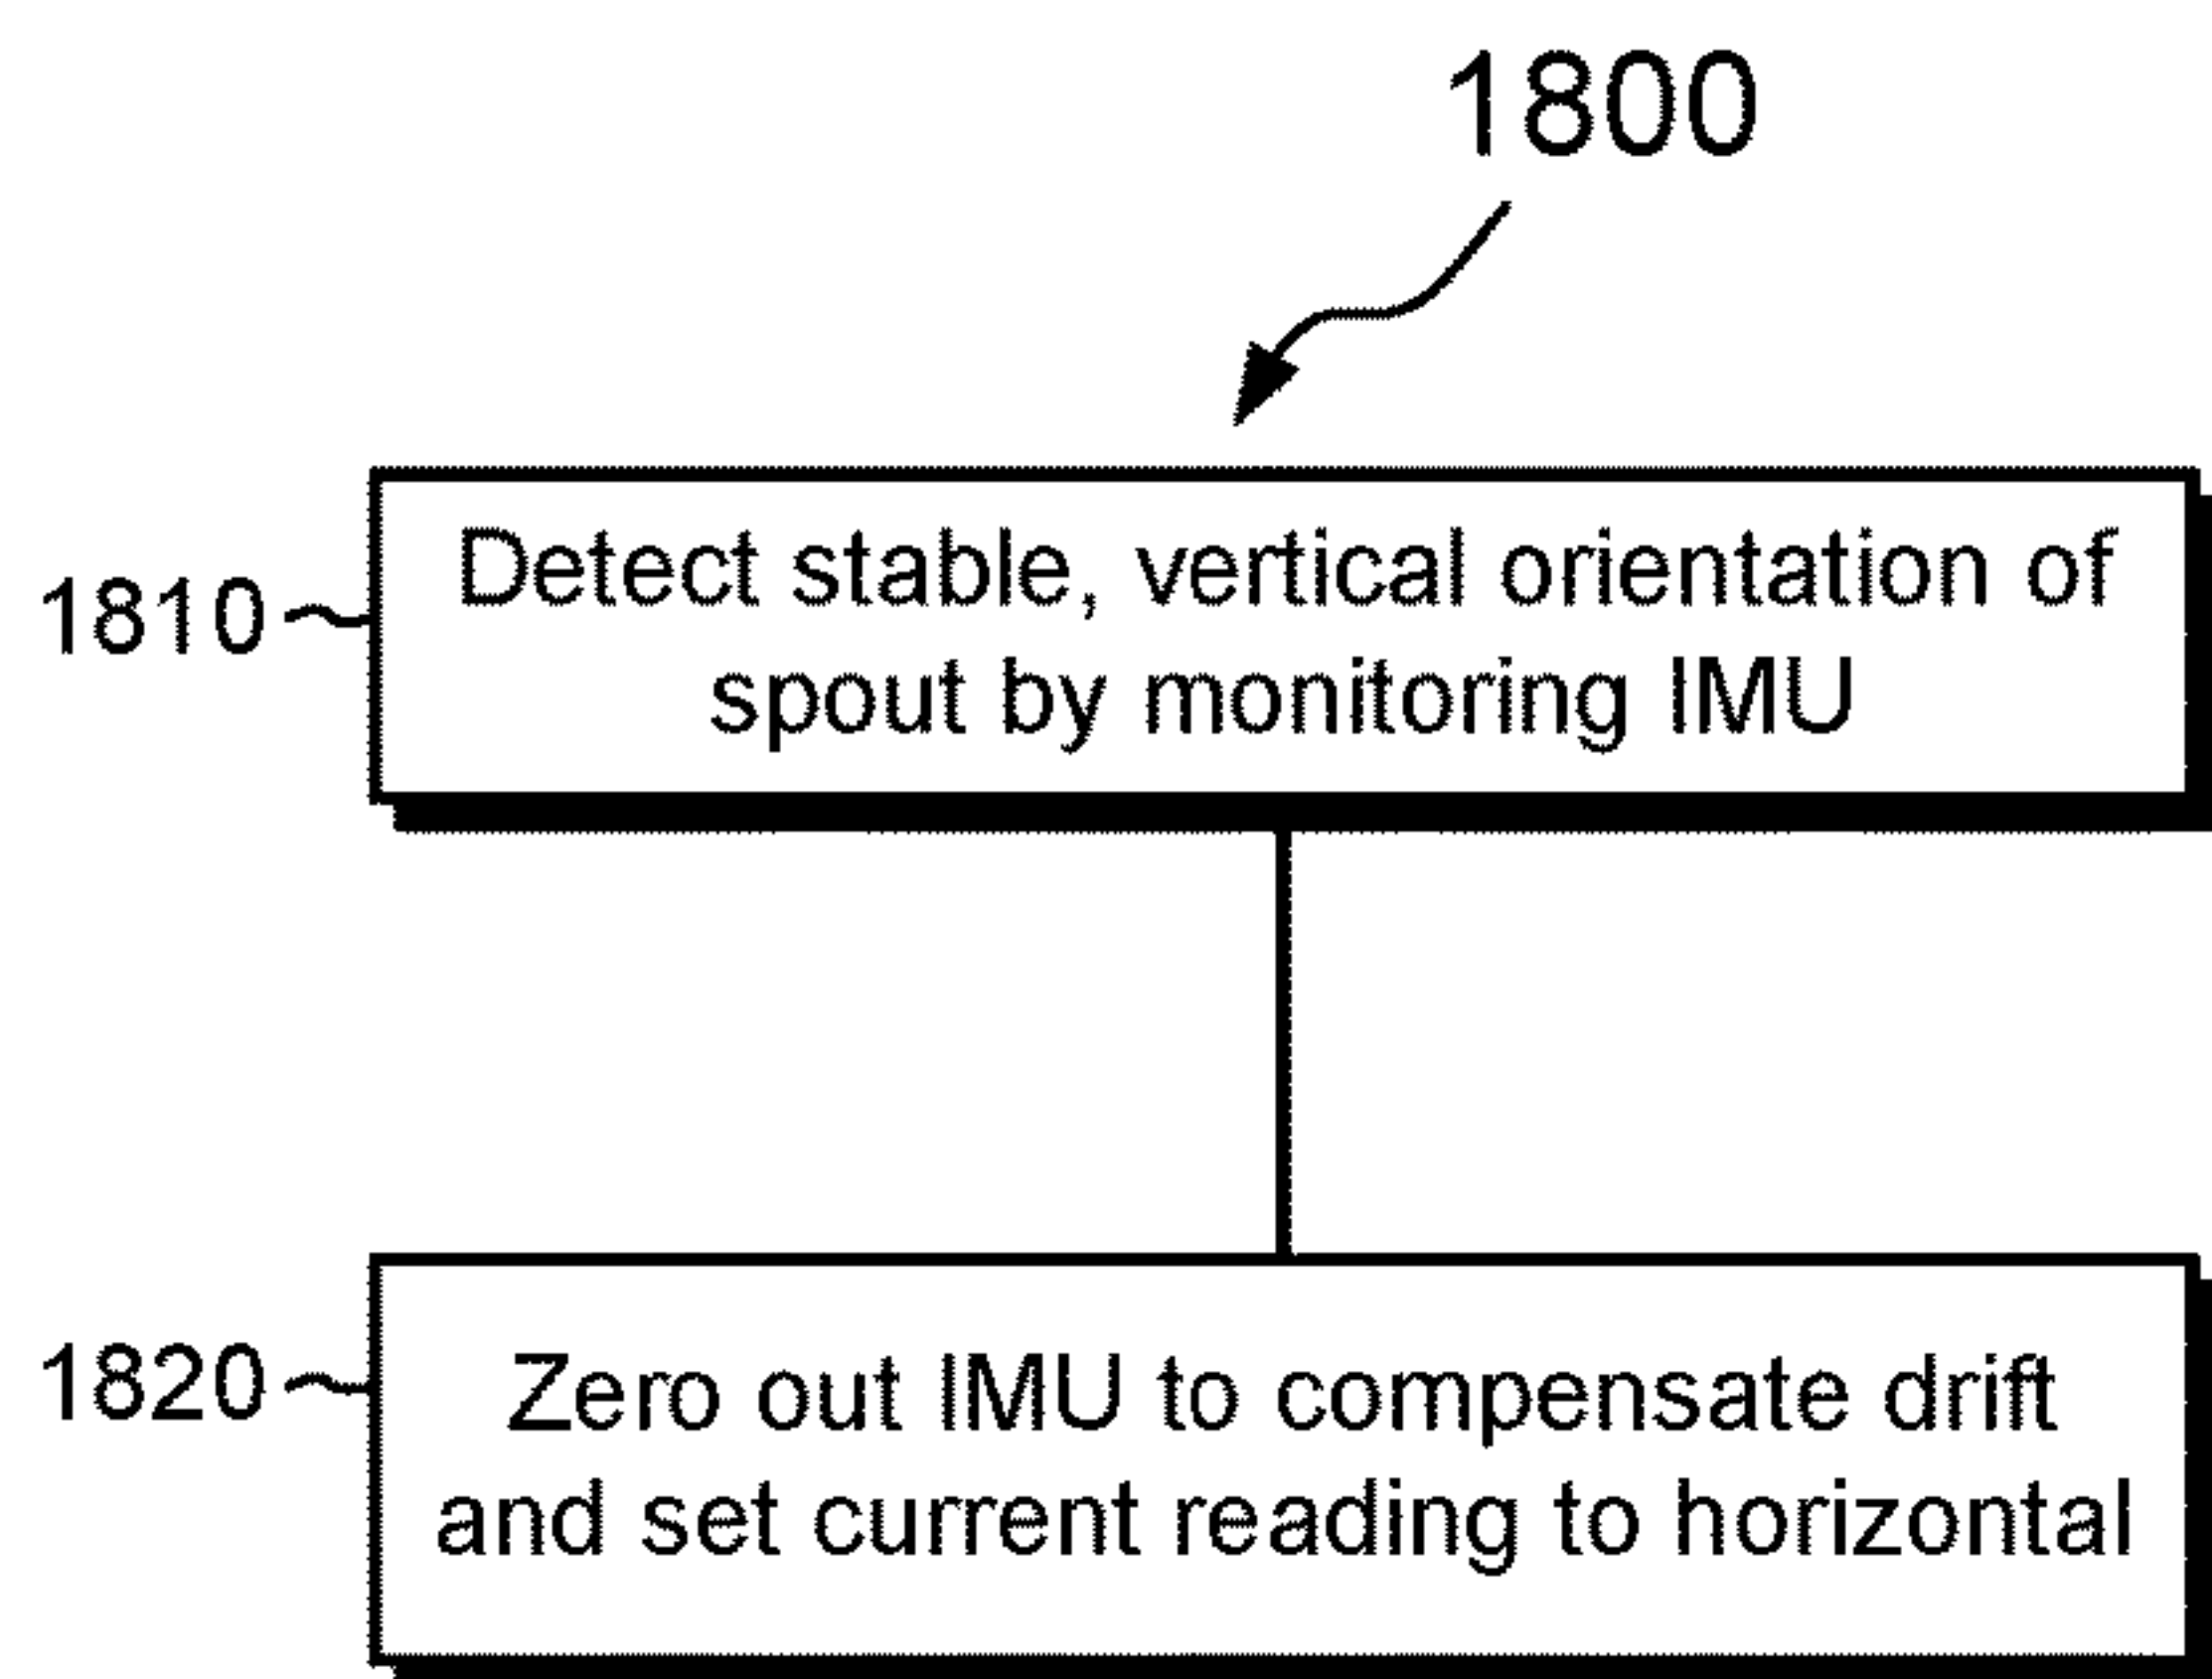 1800
1810
Detect stable, vertical orientation of
spout by monitoring IMU
1820
Zero out IMU to compensate drift
and set current reading to horizontal